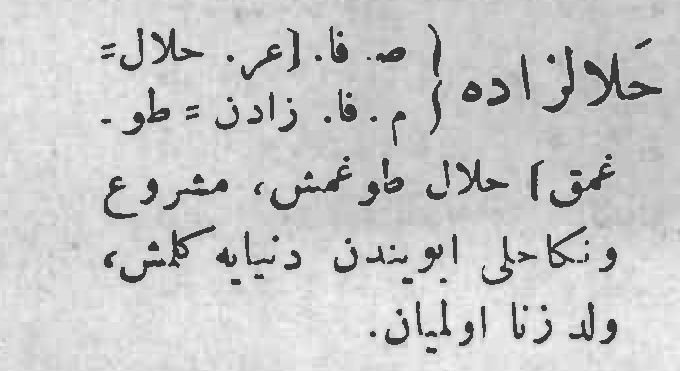 حَلالزاده { ص. فا. [عر. حلال=
م. فا. زادن = طو-
غمق] حلال طوغمش، مشروع
ونكاحلى ابويندن دنيايه كلمش،
ولد زنا اولميان.